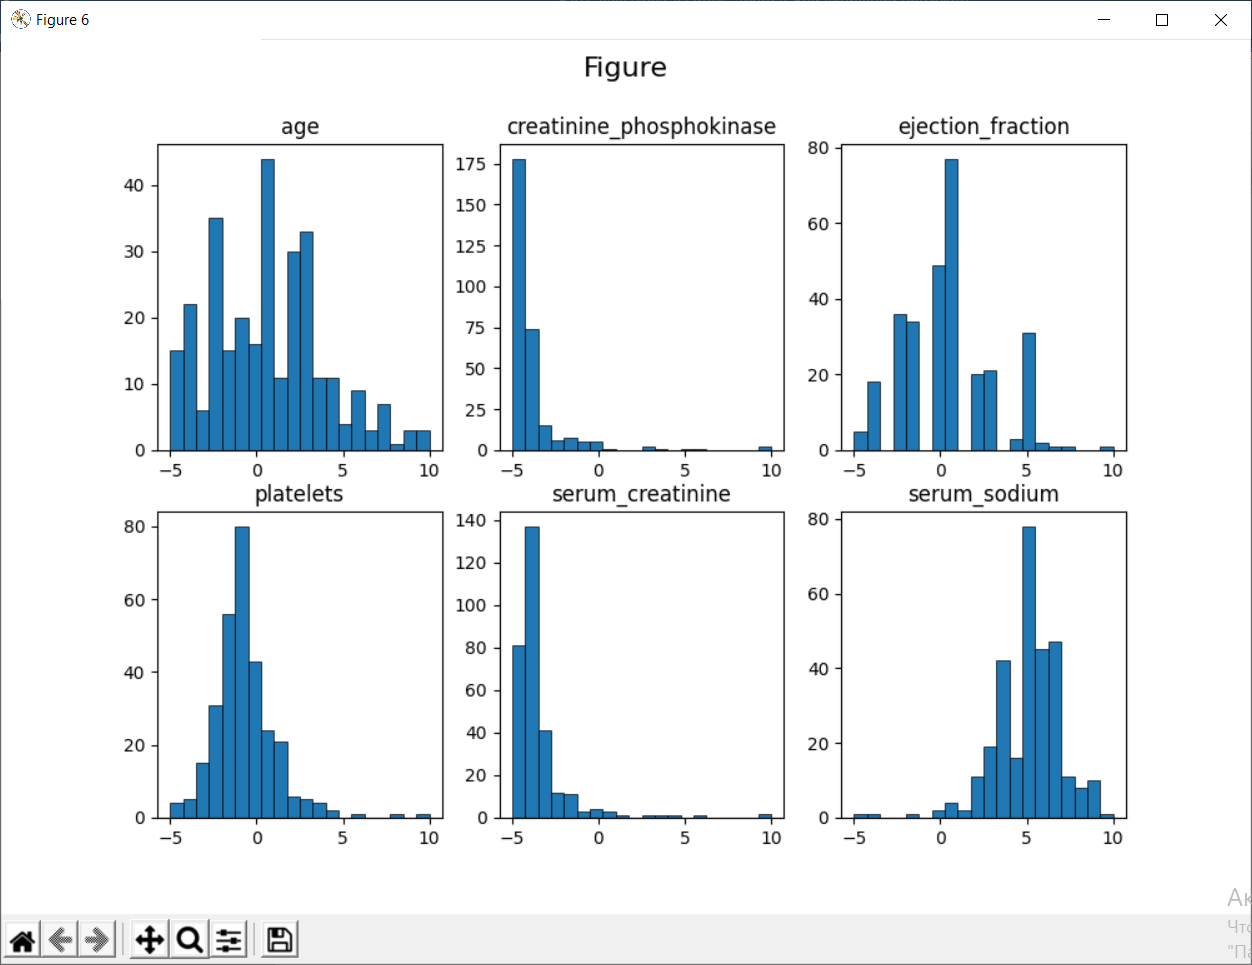 Figure 6
Figure
age
creatinine_phosphokinase
ejection_fraction
40
30
20
10
0
−5 0 5 10
175
150
125
100
75
50
25
0
−5 0 5 10
80
60
40
20
0
−5 0 5 10
platelets
serum_creatinine
serum_sodium
80
60
40
20
0
−5 0 5 10
140
120
100
80
60
40
20
0
−5 0 5 10
80
60
40
20
0
−5 0 5 10